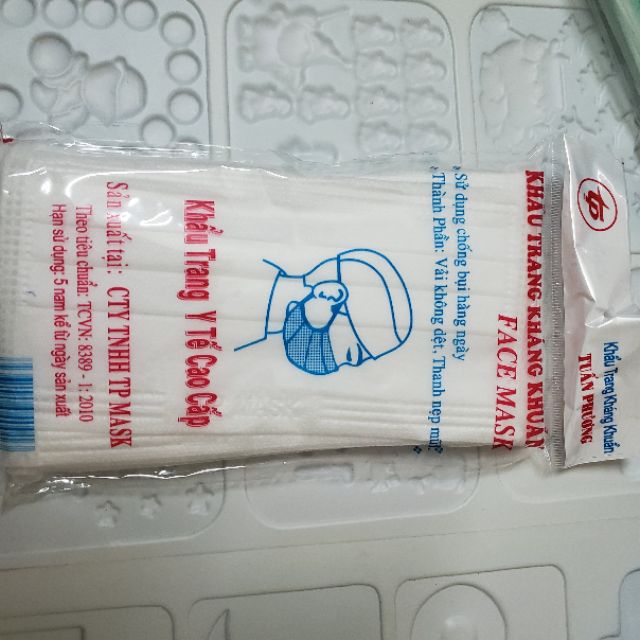 Khẩu Trang Kháng Khuẩn
TUẤN PHƯƠNG
KHẨU TRANG KHÁNG KHUẨN
FACE MASK
Sử dụng chống bụi hàng ngày
Thành Phần: Vải không dệt, Thanh nẹp mũi
Khẩu Trang Y Tế Cao Cấp
Sản xuất tại: CTY TNHH TP MASK
Theo tiêu chuẩn: TCVN: 8389 - 1: 2010
Hạn sử dụng: 5 năm kể từ ngày sản xuất